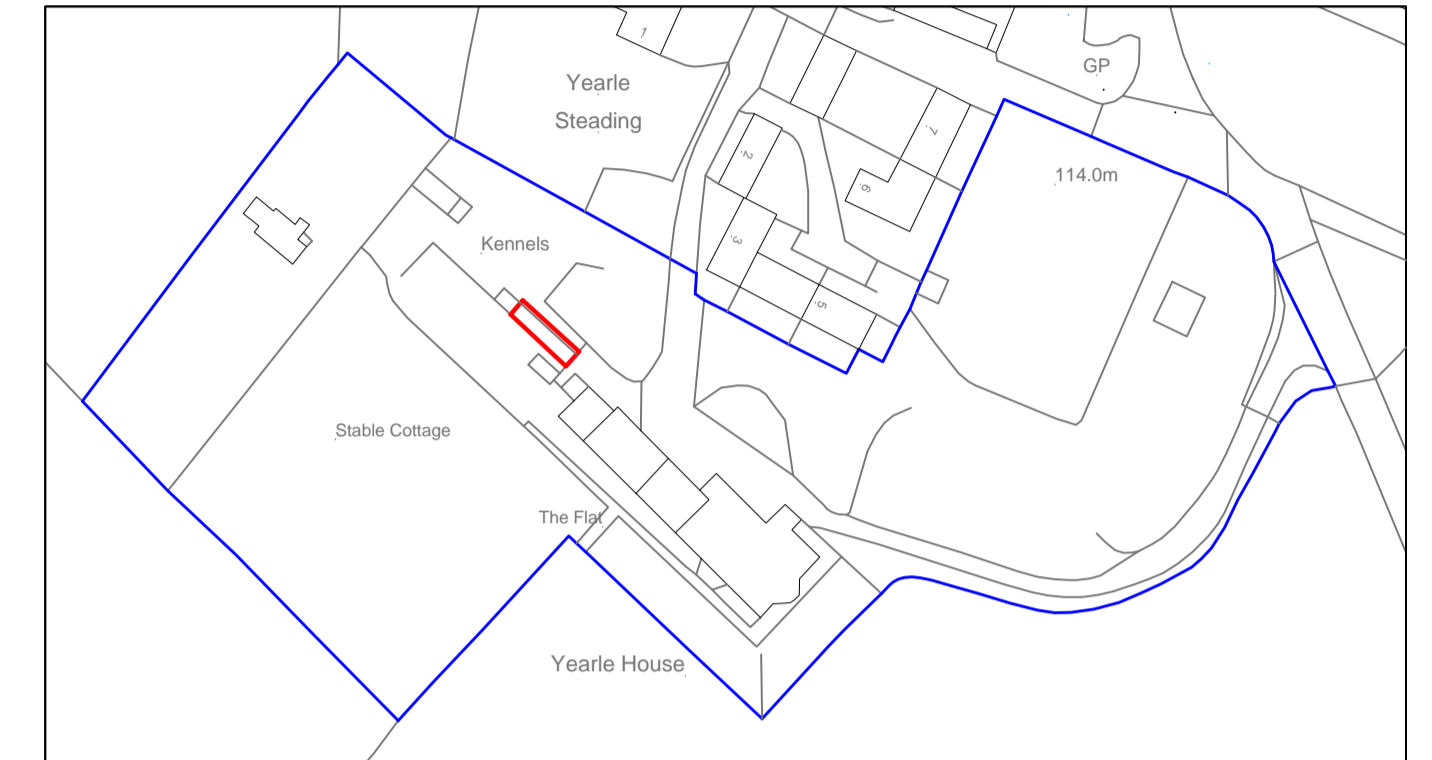 1
Yearle
Steading
GP
7
2
114.0m
6
3
Kennels
5
Stable Cottage
The Flat
Yearle House